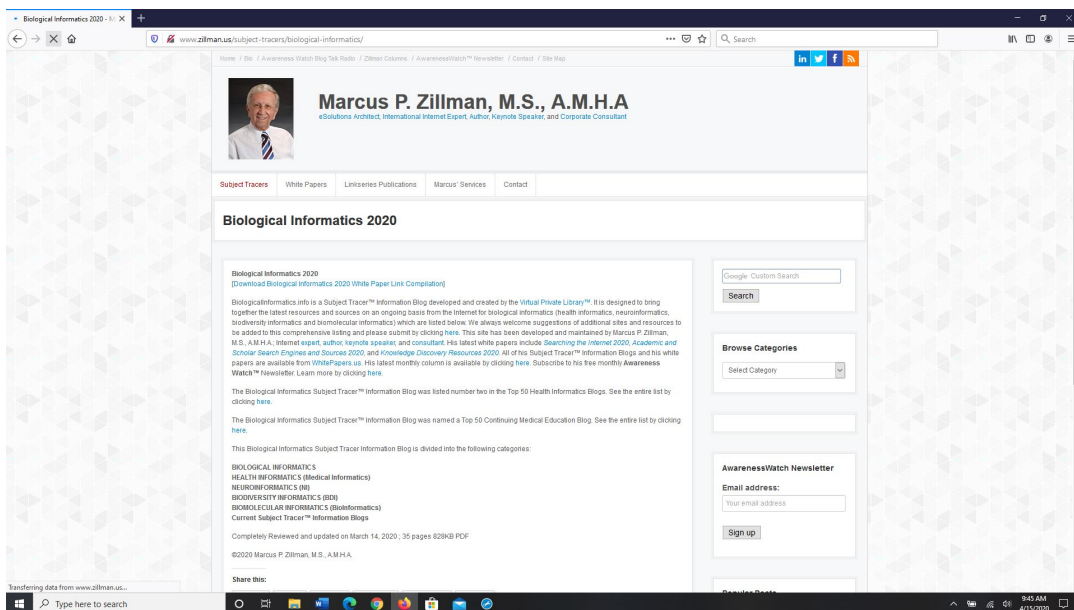 Biological Informatics 2020 - M
www.zillman.us/subject-tracers/biological-informatics/
Search
Home / Bio / Awareness Watch Blog Talk Radio / Zillman Columns / AwarenessWatch™ Newsletter / Contact / Site Map
Marcus P. Zillman, M.S., A.M.H.A
eSolutions Architect, International Internet Expert, Author, Keynote Speaker, and Corporate Consultant
Subject Tracers White Papers Linkseries Publications Marcus' Services Contact
Biological Informatics 2020
Biological Informatics 2020
[Download Biological Informatics 2020 White Paper Link Compilation]
BiologicalInformatics.info is a Subject Tracer™ Information Blog developed and created by the Virtual Private Library™. It is designed to bring
together the latest resources and sources on an ongoing basis from the Internet for biological informatics (health informatics, neuroinformatics,
biodiversity informatics and biomolecular informatics) which are listed below. We always welcome suggestions of additional sites and resources to
be added to this comprehensive listing and please submit by clicking here. This site has been developed and maintained by Marcus P. Zillman,
M.S., A.M.H.A.; Internet expert, author, keynote speaker, and consultant. His latest white papers include Searching the Internet 2020, Academic and
Scholar Search Engines and Sources 2020, and Knowledge Discovery Resources 2020. All of his Subject Tracer™ Information Blogs and his white
papers are available from WhitePapers.us. His latest monthly column is available by clicking here. Subscribe to his free monthly Awareness
Watch™ Newsletter. Learn more by clicking here.
The Biological Informatics Subject Tracer™ Information Blog was listed number two in the Top 50 Health Informatics Blogs. See the entire list by
clicking here.
The Biological Informatics Subject Tracer™ Information Blog was named a Top 50 Continuing Medical Education Blog. See the entire list by clicking
here.
This Biological Informatics Subject Tracer Information Blog is divided into the following categories:
BIOLOGICAL INFORMATICS
HEALTH INFORMATICS (Medical Informatics)
NEUROINFORMATICS (NI)
BIODIVERSITY INFORMATICS (BDI)
BIOMOLECULAR INFORMATICS (BioInformatics)
Current Subject Tracer™ Information Blogs
Completely Reviewed and updated on March 14, 2020 ; 35 pages 828KB PDF
©2020 Marcus P. Zillman, M.S., A.M.H.A.
Share this:
Google Custom Search
Search
Browse Categories
Select Category
AwarenessWatch Newsletter
Email address:
Your email address
Sign up
Popular Posts
Transferring data from www.zillman.us...
Type here to search
9:45 AM
4/15/2020